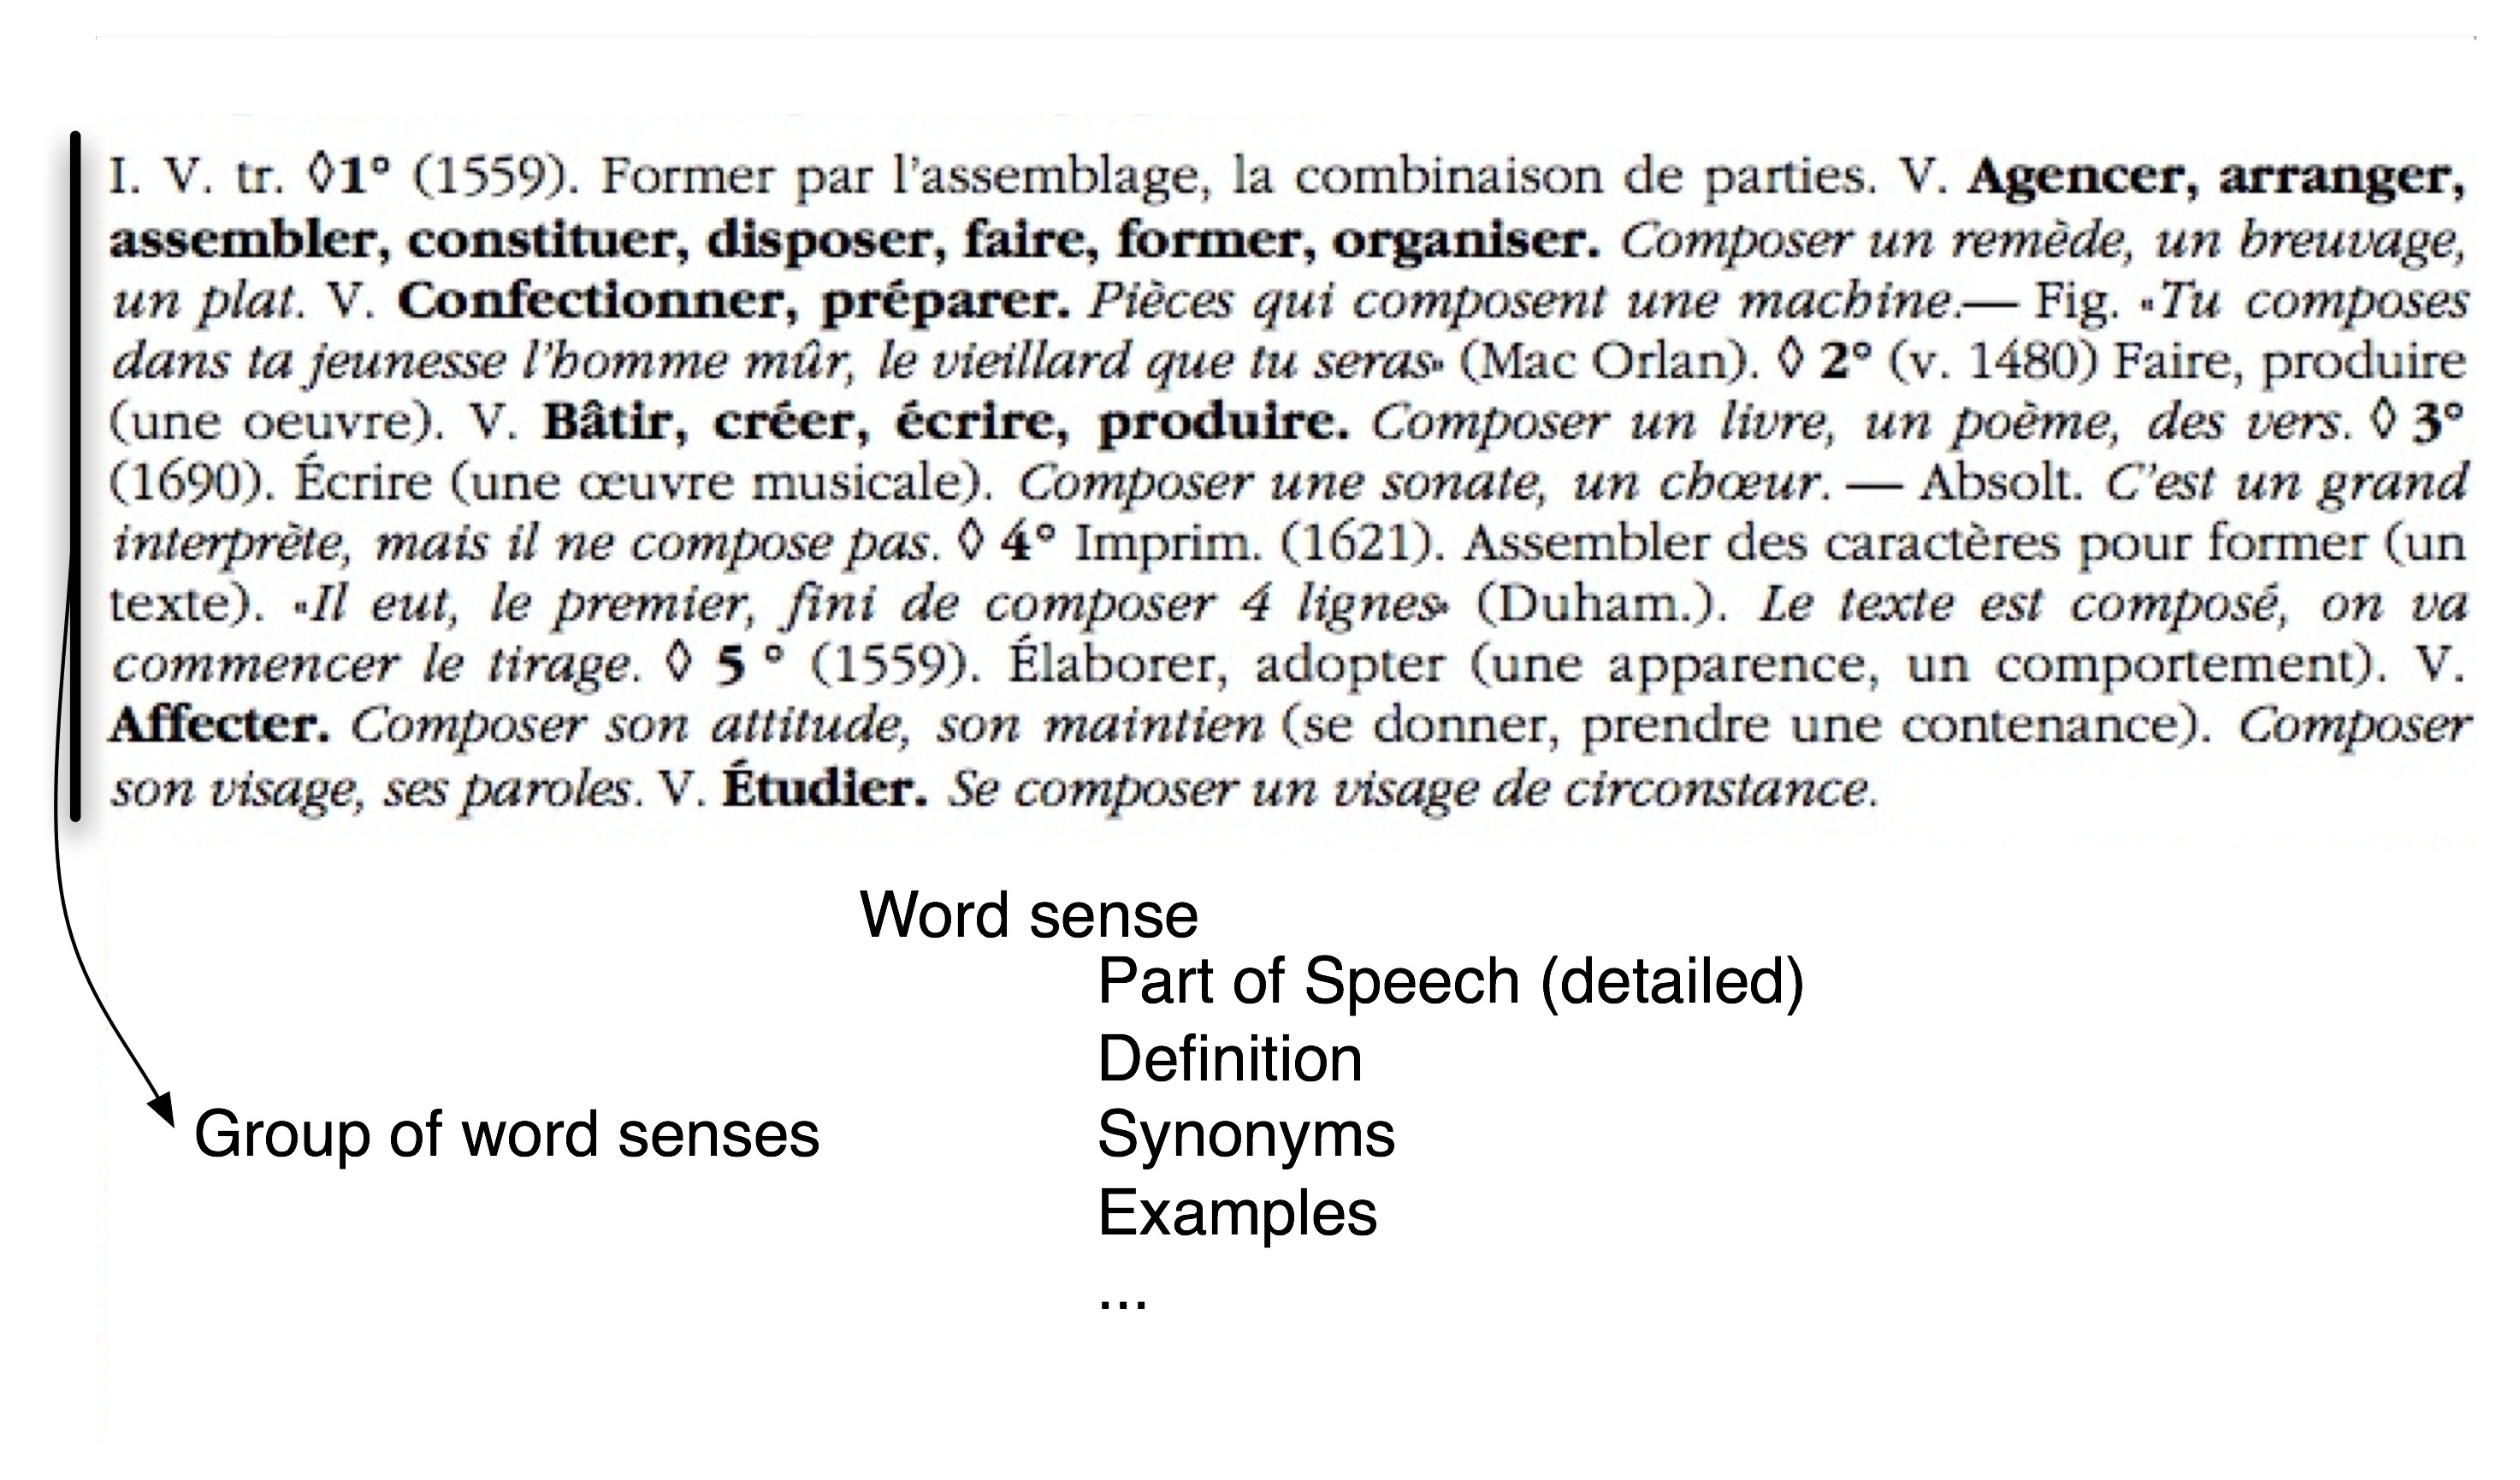 I. V. tr. ◊1° (1559). Former par l'assemblage, la combinaison de parties. V. Agencer, arranger,
assembler, constituer, disposer, faire, former, organiser. Composer un remède, un breuvage,
un plat. V. Confectionner, préparer. Pièces qui composent une machine.— Fig. «Tu composes
dans ta jeunesse l'homme mûr, le vieillard que tu seras» (Mac Orlan). ◊ 2° (v. 1480) Faire, produire
(une oeuvre). V. Bâtir, créer, écrire, produire. Composer un livre, un poème, des vers. ◊ 3°
(1690). Écrire (une œuvre musicale). Composer une sonate, un chœur. — Absolt. C'est un grand
interprète, mais il ne compose pas. ◊ 4° Imprim. (1621). Assembler des caractères pour former (un
texte). «Il eut, le premier, fini de composer 4 lignes» (Duham.). Le texte est composé, on va
commencer le tirage. ◊ 5 ° (1559). Élaborer, adopter (une apparence, un comportement). V.
Affecter. Composer son attitude, son maintien (se donner, prendre une contenance). Composer
son visage, ses paroles. V. Étudier. Se composer un visage de circonstance.
Word sense
Part of Speech (detailed)
Definition
Group of word senses
Synonyms
Examples
...